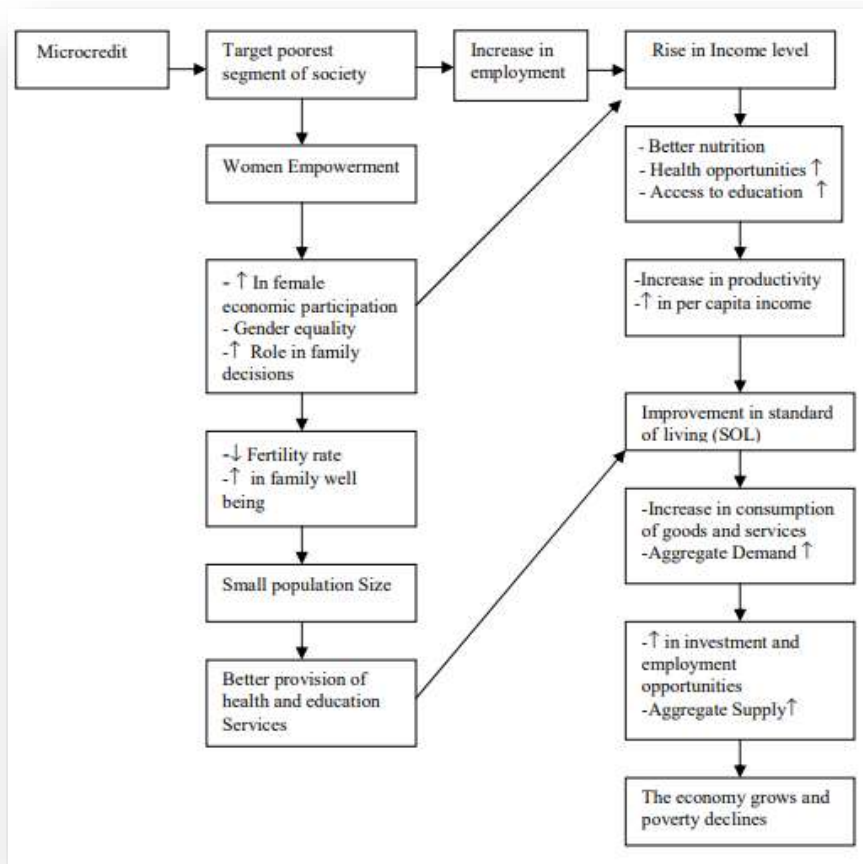 Microcredit
Target poorest
segment of society
Increase in
employment
Rise in Income level
Women Empowerment
- Better nutrition
- Health opportunities ↑
- Access to education ↑
- ↑ In female
economic participation
- Gender equality
-↑ Role in family
decisions
-Increase in productivity
-↑ in per capita income
-↓ Fertility rate
-↑ in family well
being
Improvement in standard
of living (SOL)
Small population Size
-Increase in consumption
of goods and services
-Aggregate Demand ↑
Better provision of
health and education
Services
-↑ in investment and
employment
opportunities
-Aggregate Supply↑
The economy grows and
poverty declines